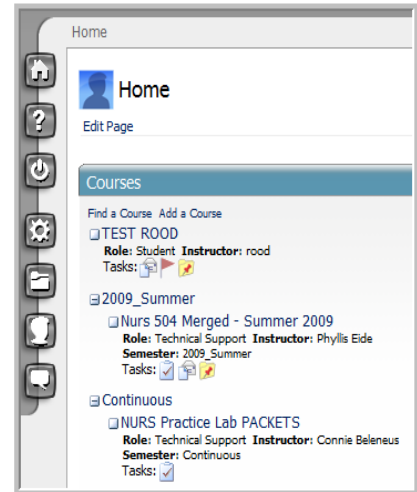 Home
Home
Edit Page
Courses
Find a Course Add a Course
TEST ROOD
Role: Student Instructor: rood
Tasks:
2009_Summer
Nurs 504 Merged - Summer 2009
Role: Technical Support Instructor: Phyllis Eide
Semester: 2009_Summer
Tasks:
Continuous
NURS Practice Lab PACKETS
Role: Technical Support Instructor: Connie Beleneus
Semester: Continuous
Tasks: